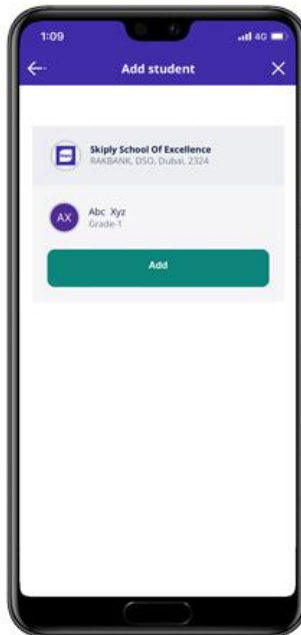 1:09
4G
Add student
Skiply School Of Excellence
RAKBANK, DSO, Dubai, 2324
AX
Abc Xyz
Grade-1
Add